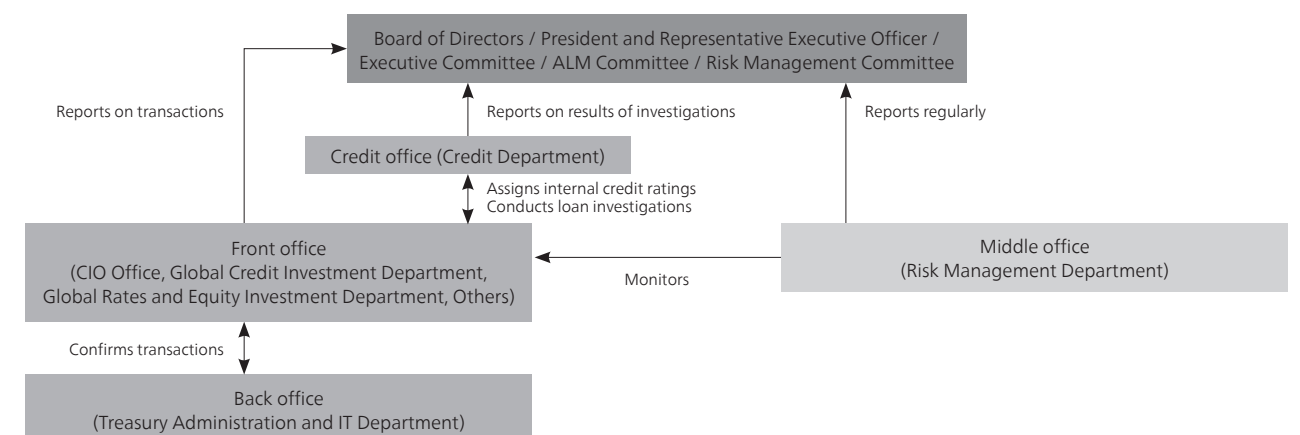 Board of Directors / President and Representative Executive Officer /
Executive Committee / ALM Committee / Risk Management Committee
Reports on transactions
Reports on results of investigations
Reports regularly
Credit office (Credit Department)
Assigns internal credit ratings
Conducts loan investigations
Front office
(CIO Office, Global Credit Investment Department,
Global Rates and Equity Investment Department, Others)
Middle office
(Risk Management Department)
Monitors
Confirms transactions
Back office
(Treasury Administration and IT Department)